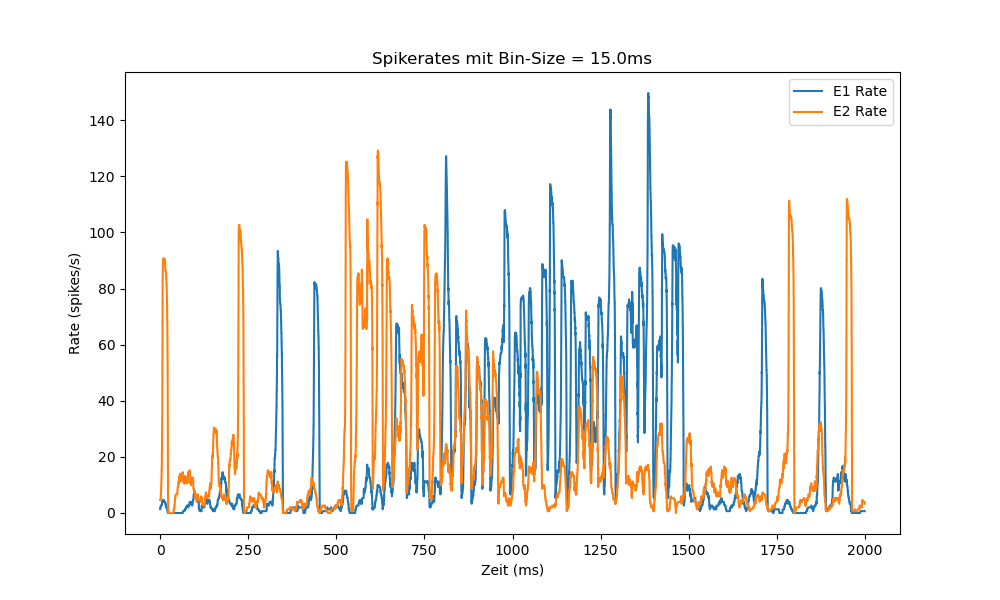 Spikerates mit Bin-Size = 15.0ms
E1 Rate
E2 Rate
140
120
100
80
60
40
20
0
Rate (spikes/s)
0 250 500 750 1000 1250 1500 1750 2000
Zeit (ms)